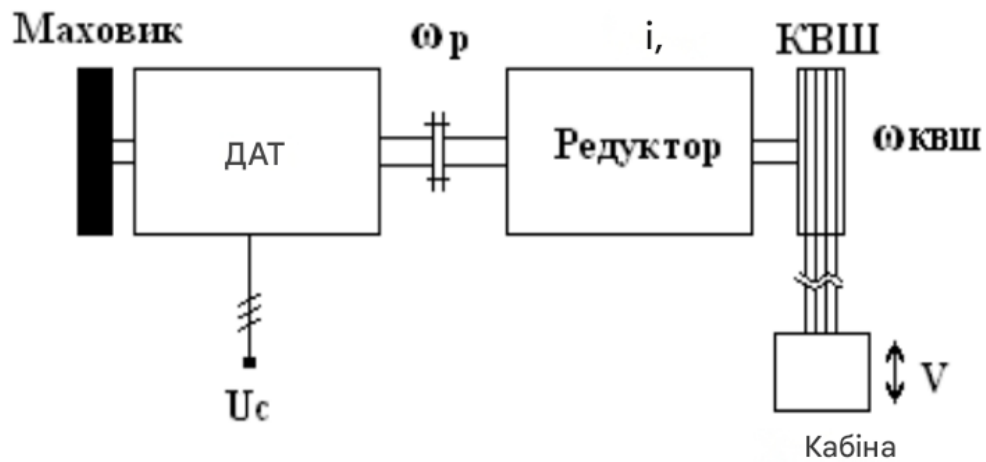 Маховик
ωр
i,
КВШ
ДАТ
Редуктор
ωквш
Uc
V
Кабіна